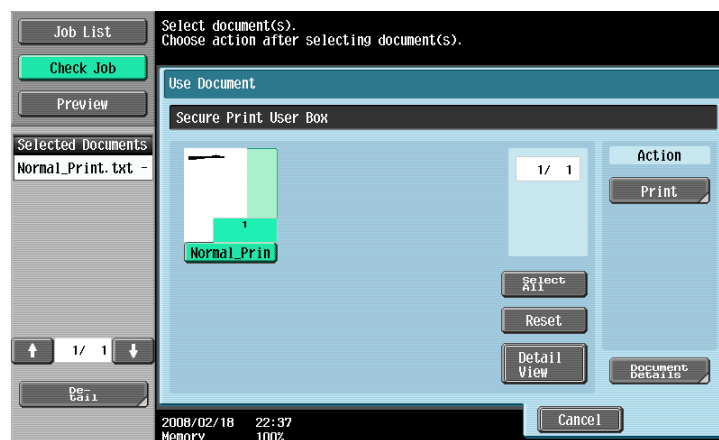 Job List
Check Job
Preview
Selected Documents
Normal_Print.txt -
1/ 1
De-
tail
Select document(s).
Choose action after selecting document(s).
Use Document
Secure Print User Box
1
Normal_Prin
1/ 1
Select
All
Reset
Detail
View
Action
Print
Document
Details
2008/02/18 22:37
Memory 100%
Cancel